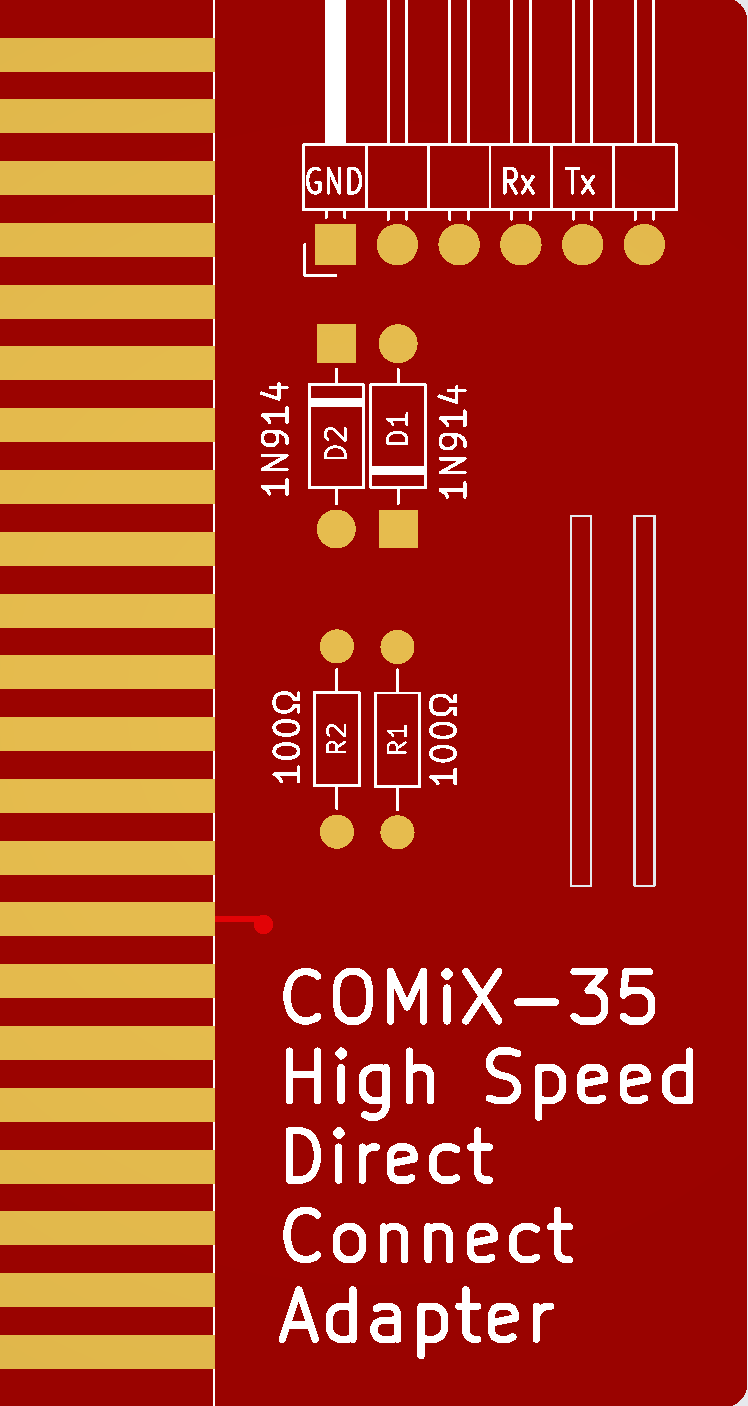 GND Rx Tx
1N914 D2 D1 1N914
100Ω R2 R1 100Ω
COMiX-35
High Speed
Direct
Connect
Adapter